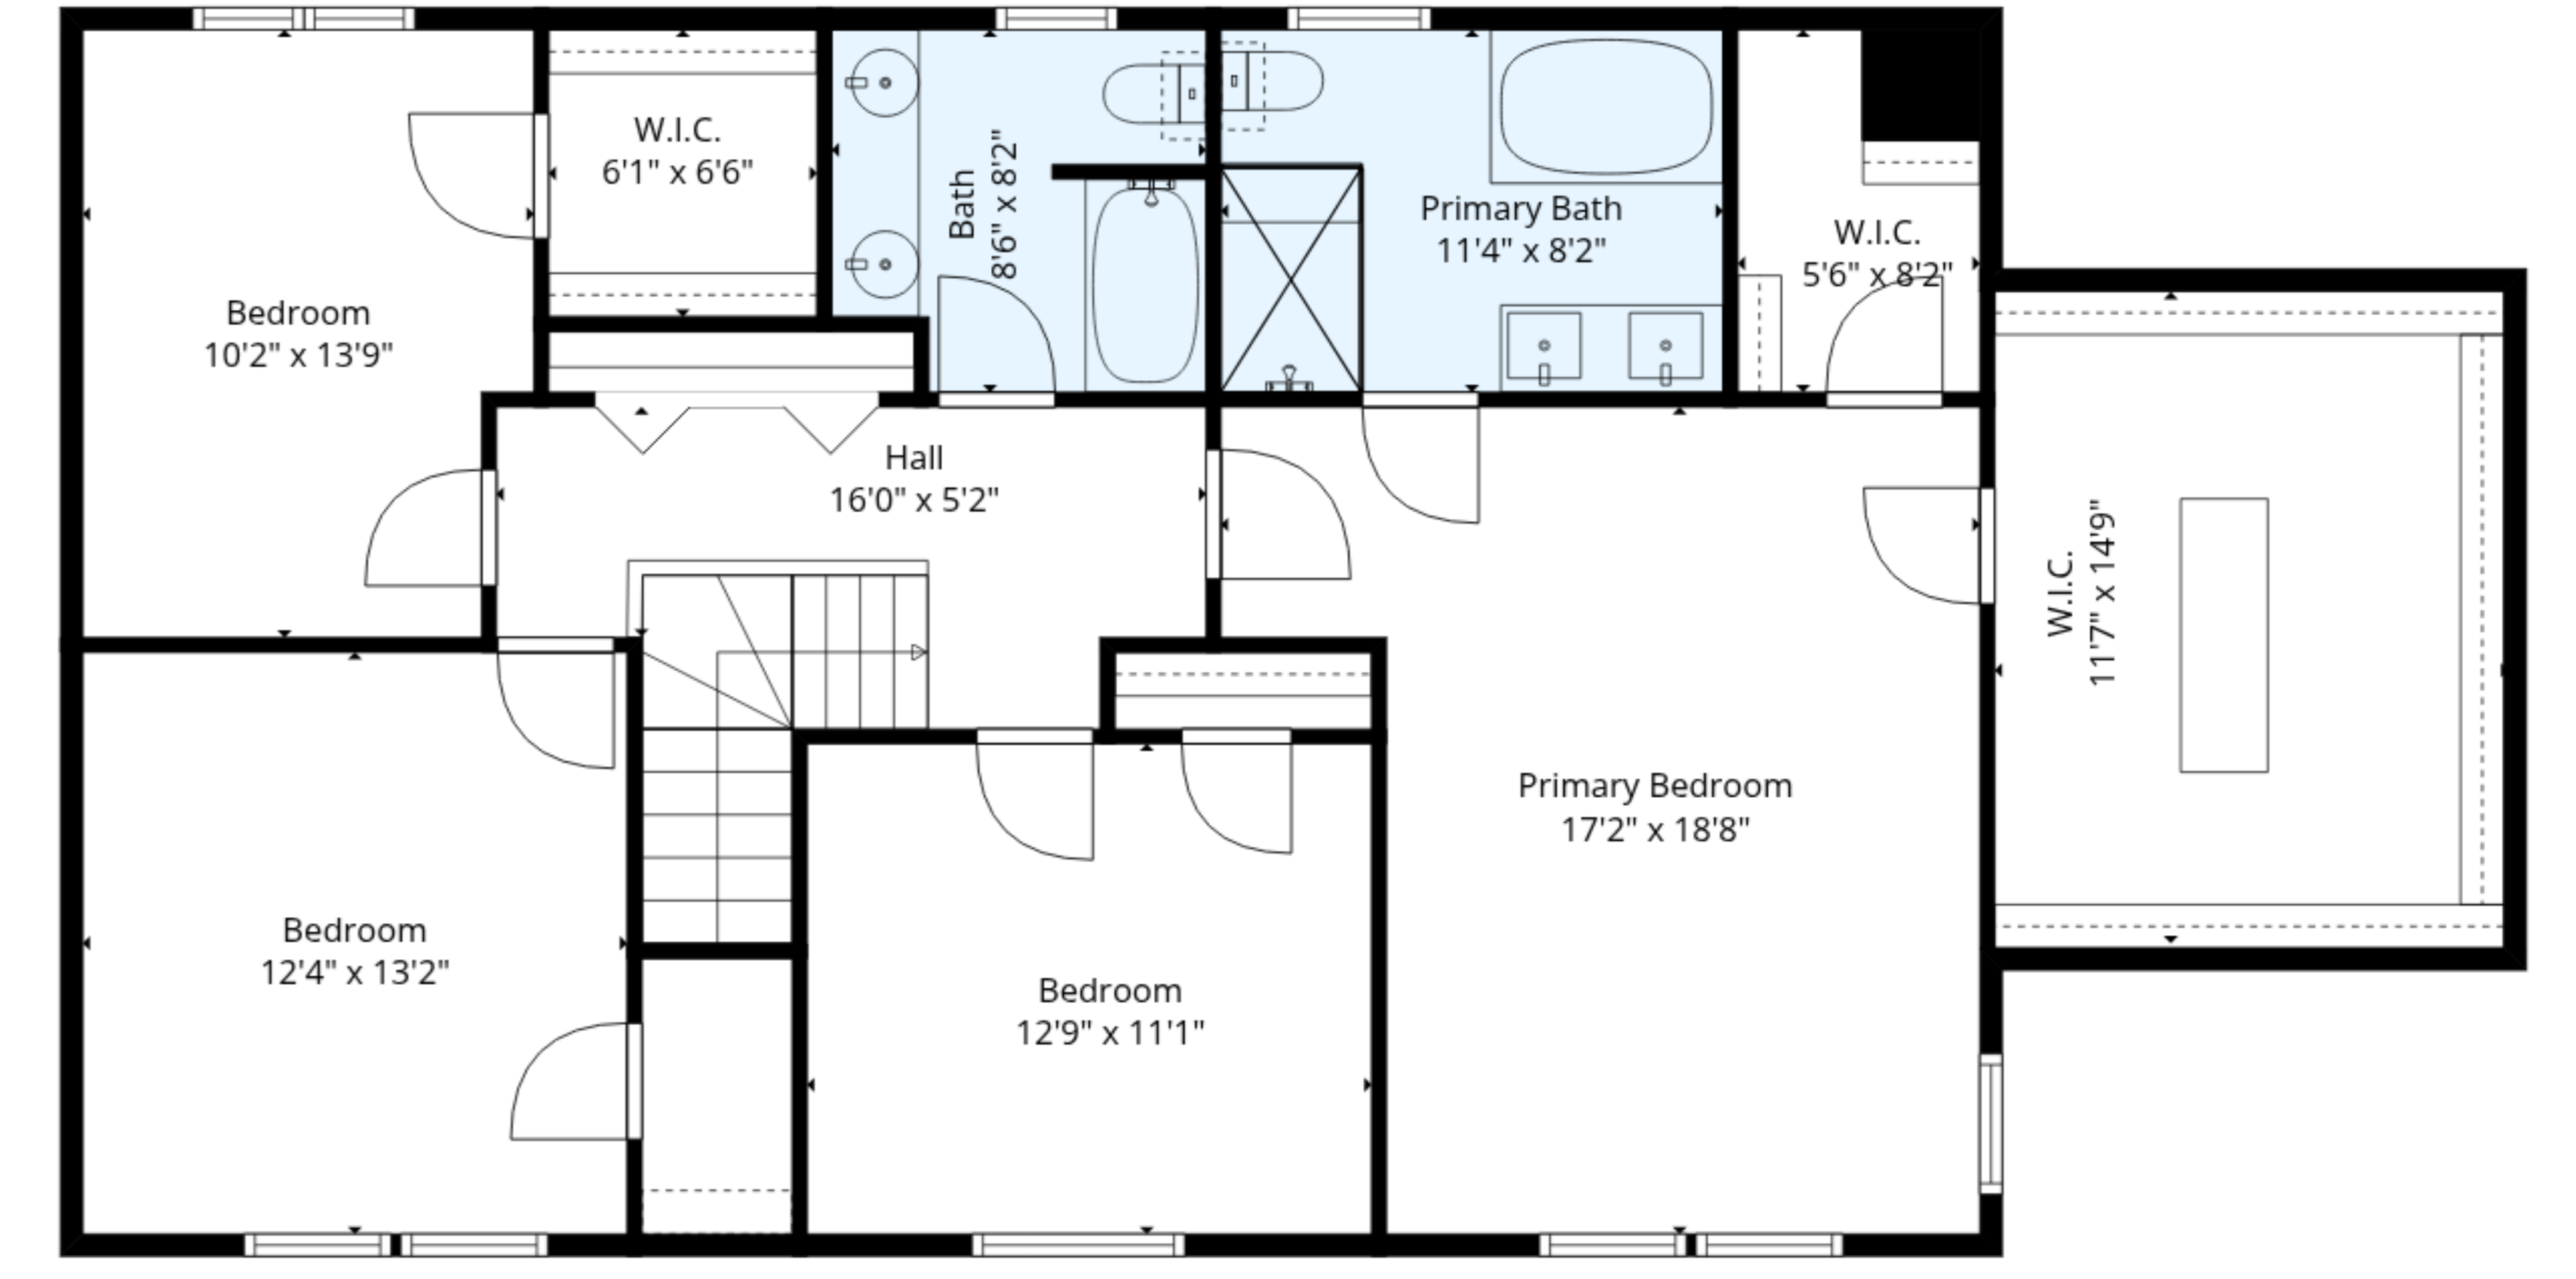 W.I.C.
6'1" x 6'6"
Bath
8'6" x 8'2"
Primary Bath
11'4" x 8'2"
W.I.C.
5'6" x 8'2"
Bedroom
10'2" x 13'9"
Hall
16'0" x 5'2"
W.I.C.
11'7" x 14'9"
Primary Bedroom
17'2" x 18'8"
Bedroom
12'4" x 13'2"
Bedroom
12'9" x 11'1"